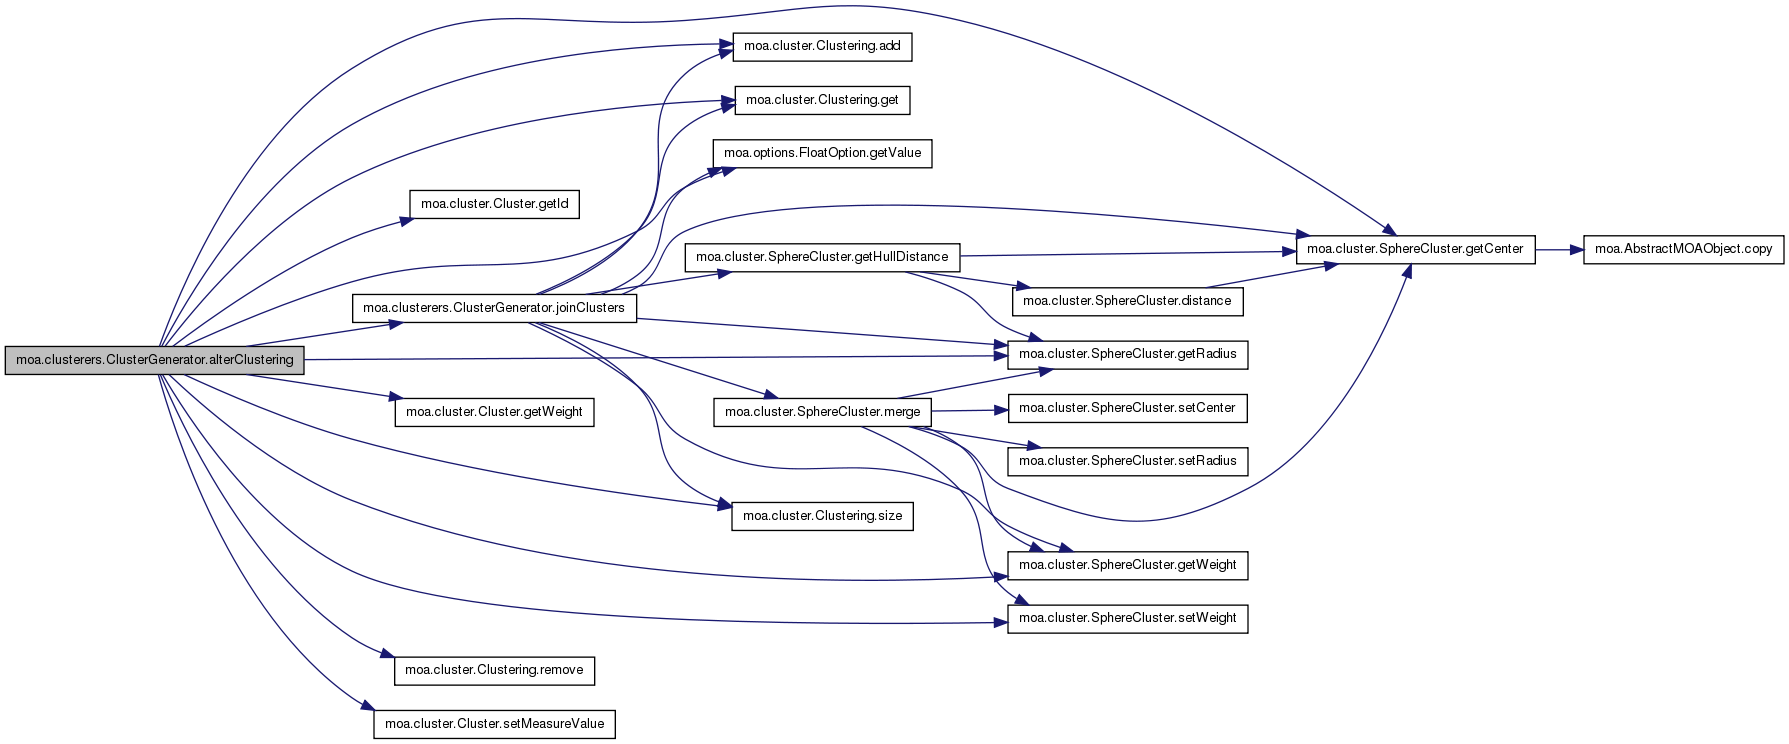 moa.cluster.Clustering.add
moa.cluster.Clustering.get
moa.options.FloatOption.getValue
moa.cluster.Cluster.getId
moa.cluster.SphereCluster.getHullDistance
moa.cluster.SphereCluster.getCenter
moa.AbstractMOAObject.copy
moa.clusterers.ClusterGenerator.joinClusters
moa.cluster.SphereCluster.distance
moa.clusterers.ClusterGenerator.alterClustering
moa.cluster.SphereCluster.getRadius
moa.cluster.Cluster.getWeight
moa.cluster.SphereCluster.merge
moa.cluster.SphereCluster.setCenter
moa.cluster.SphereCluster.setRadius
moa.cluster.Clustering.size
moa.cluster.SphereCluster.getWeight
moa.cluster.SphereCluster.setWeight
moa.cluster.Clustering.remove
moa.cluster.Cluster.setMeasureValue